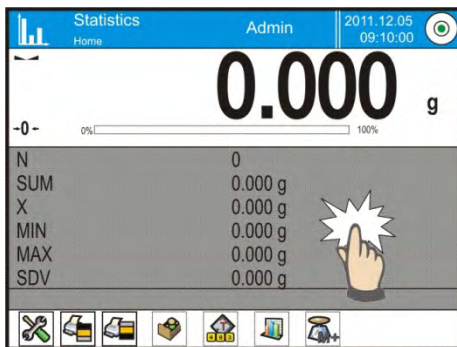 Statistics
Home
Admin
2011.12.05
09:10:00
0.000 g
→0←
0% 100%
N 0
SUM 0.000 g
X 0.000 g
MIN 0.000 g
MAX 0.000 g
SDV 0.000 g
T
M+